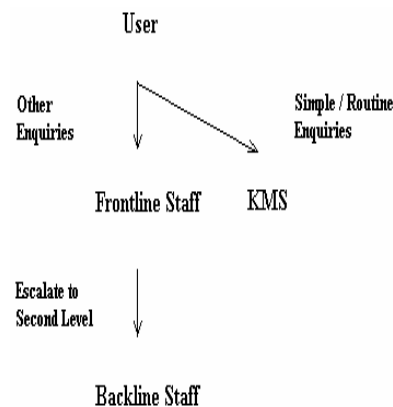 User
Other
Enquiries
Simple / Routine
Enquiries
Frontline Staff
KMS
Escalate to
Second Level
Backline Staff